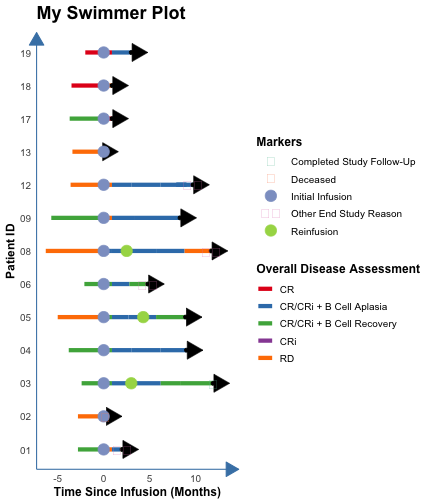 My Swimmer Plot
19
18
17
13
12
09
08
06
05
04
03
02
01
Patient ID
-5 0 5 10
Time Since Infusion (Months)
Markers
Completed Study Follow-Up
Deceased
Initial Infusion
Other End Study Reason
Reinfusion
Overall Disease Assessment
CR
CR/CRi + B Cell Aplasia
CR/CRi + B Cell Recovery
CRi
RD